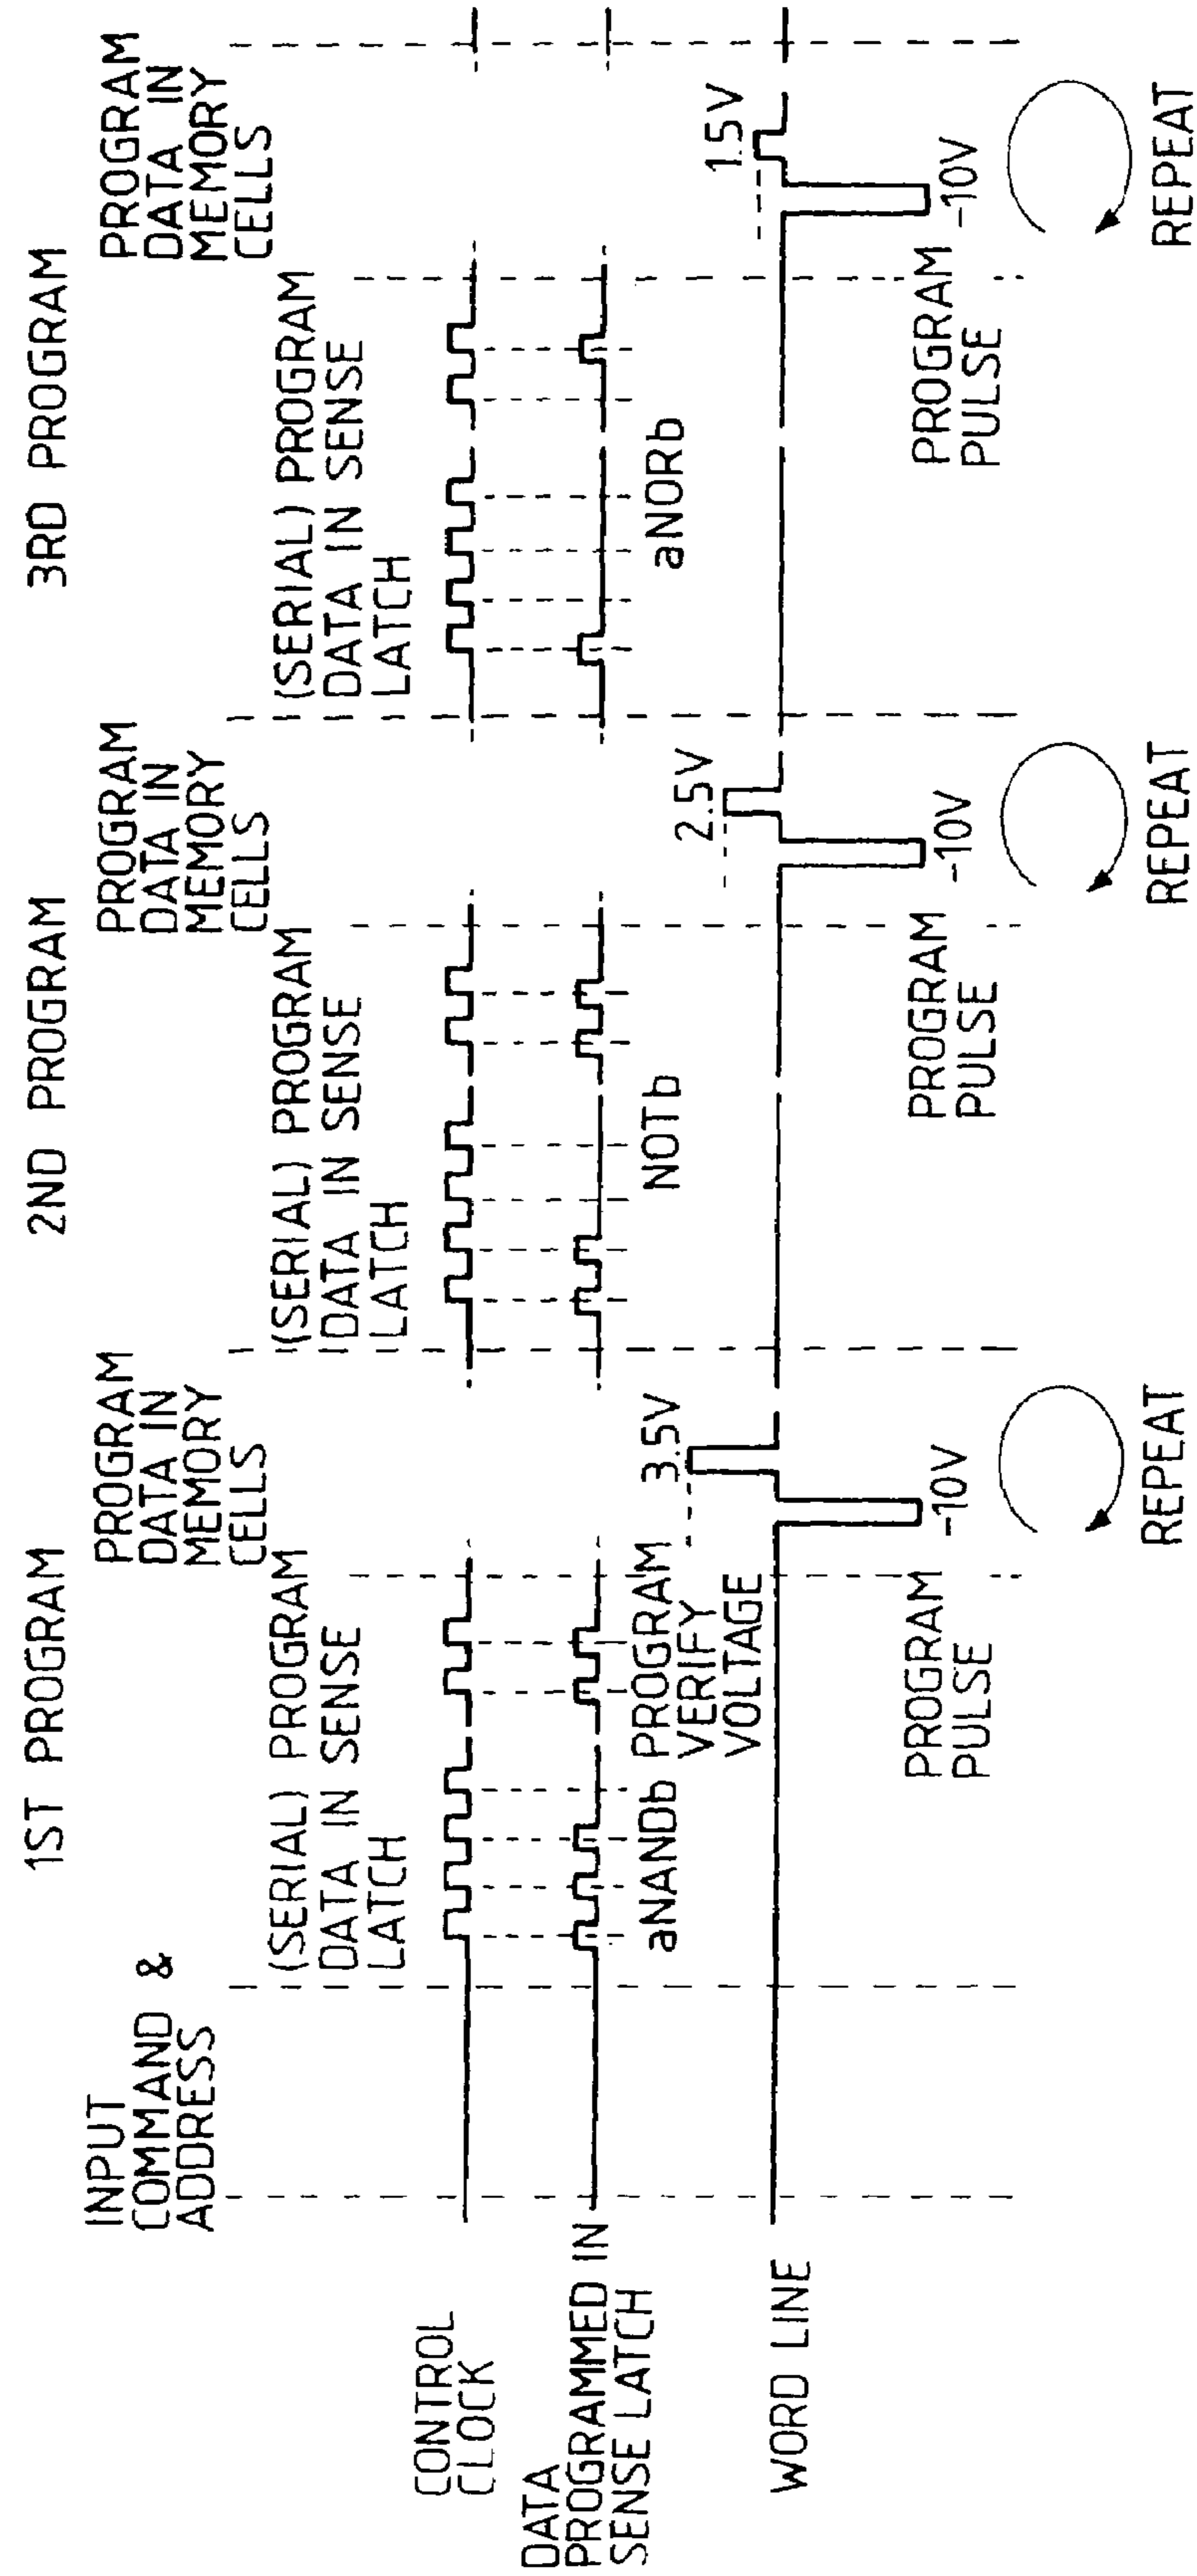 1ST PROGRAM
2ND PROGRAM
3RD PROGRAM
INPUT
COMMAND &
ADDRESS
PROGRAM
DATA IN
MEMORY
CELLS
PROGRAM
DATA IN
MEMORY
CELLS
PROGRAM
DATA IN
MEMORY
CELLS
(SERIAL) PROGRAM
DATA IN SENSE
LATCH
(SERIAL) PROGRAM
DATA IN SENSE
LATCH
(SERIAL) PROGRAM
DATA IN SENSE
LATCH
CONTROL
CLOCK
DATA
PROGRAMMED IN
SENSE LATCH
aNANDb
NOTb
aNORb
PROGRAM
VERIFY
VOLTAGE
3.5V
2.5V
1.5V
WORD LINE
PROGRAM
PULSE
-10V
PROGRAM
PULSE
-10V
PROGRAM
PULSE
-10V
REPEAT
REPEAT
REPEAT